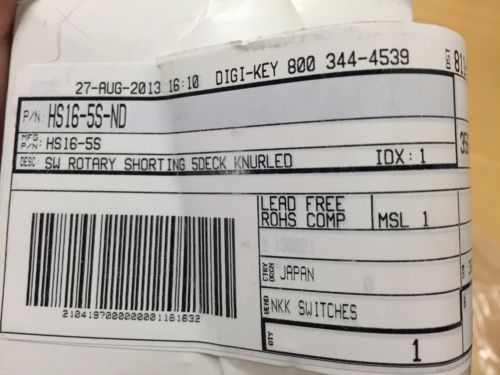 27-AUG-2013 16:10 DIGI-KEY 800 344-4539
DST
P/N: HS16-5S-ND
MFG. P/N: HS16-5S
DESC: SW ROTARY SHORTING 5DECK KNURLED IDX: 1
LEAD FREE
ROHS COMP
MSL 1
CTRY ORGN JAPAN
VEND NKK SWITCHES
QTY 1
2104197000000001181632